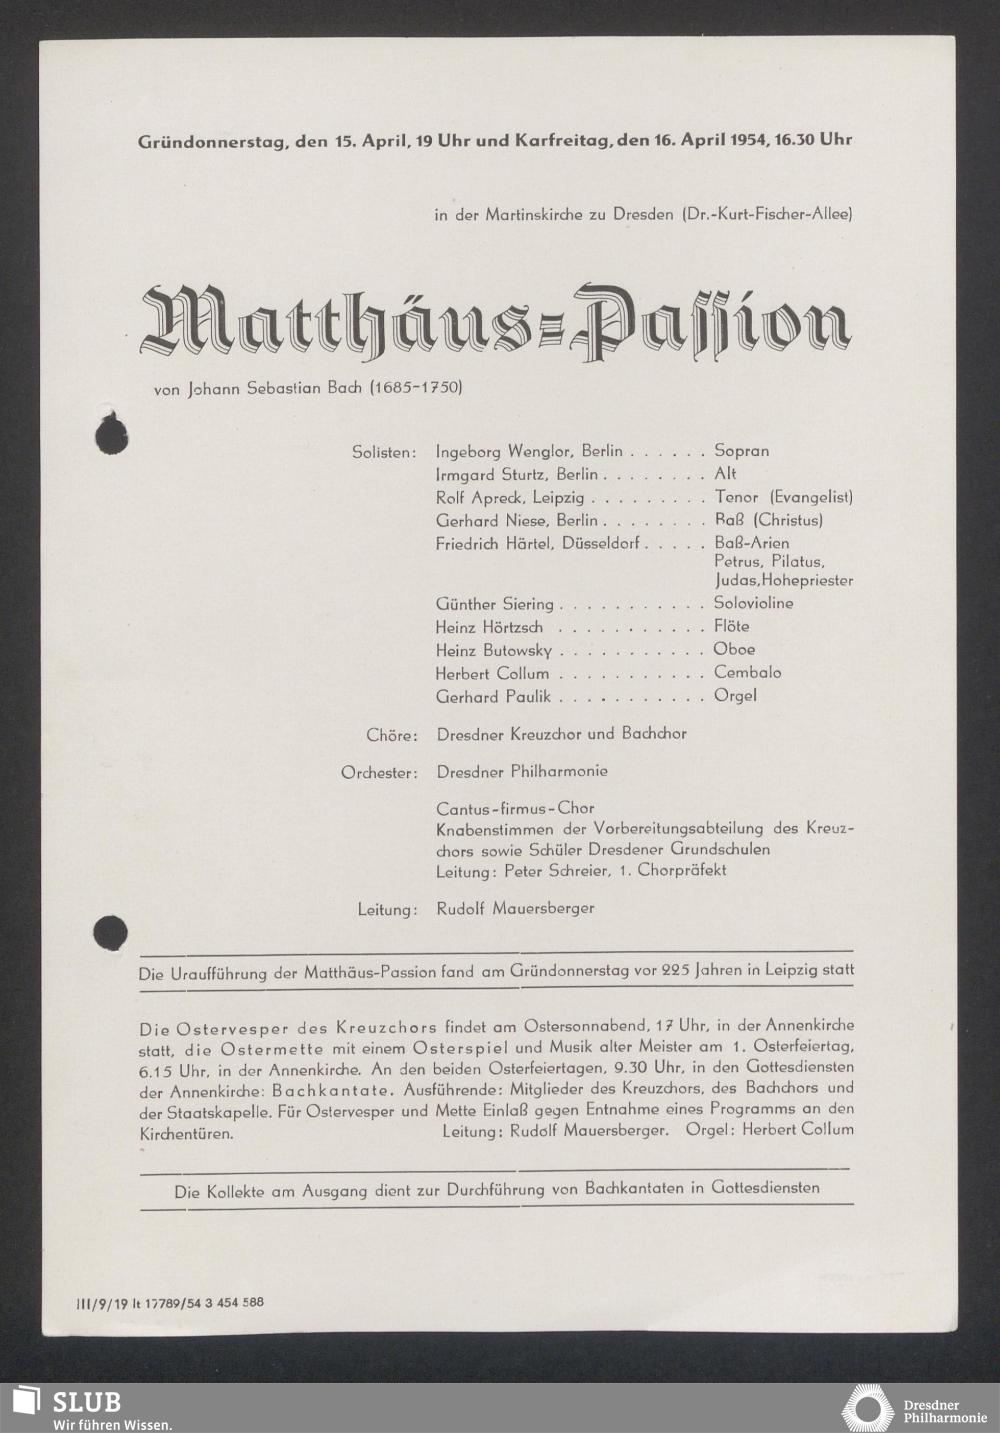 Gründonnerstag, den 15. April, 19 Uhr und Karfreitag, den 16. April 1954, 16.30 Uhr
in der Martinskirche zu Dresden (Dr.-Kurt-Fischer-Allee)
Matthäus-Passion
von Johann Sebastian Bach (1685-1750)
Solisten: Ingeborg Wenglor, Berlin . . . . . . Sopran
Irmgard Sturtz, Berlin . . . . . . . . Alt
Rolf Apreck, Leipzig . . . . . . . . . Tenor (Evangelist)
Gerhard Niese, Berlin . . . . . . . . Baß (Christus)
Friedrich Härtel, Düsseldorf . . . . . Baß-Arien
Petrus, Pilatus,
Judas, Hohepriester
Günther Siering . . . . . . . . . . . Solovioline
Heinz Hörtzsch . . . . . . . . . . . Flöte
Heinz Butowsky . . . . . . . . . . . Oboe
Herbert Collum . . . . . . . . . . . Cembalo
Gerhard Paulik . . . . . . . . . . . Orgel
Chöre: Dresdner Kreuzchor und Bachchor
Orchester: Dresdner Philharmonie
Cantus-firmus-Chor
Knabenstimmen der Vorbereitungsabteilung des Kreuz-
chors sowie Schüler Dresdener Grundschulen
Leitung: Peter Schreier, 1. Chorpräfekt
Leitung: Rudolf Mauersberger
Die Uraufführung der Matthäus-Passion fand am Gründonnerstag vor 225 Jahren in Leipzig statt
Die Ostervesper des Kreuzchors findet am Ostersonnabend, 17 Uhr, in der Annenkirche
statt, die Ostermette mit einem Osterspiel und Musik alter Meister am 1. Osterfeiertag,
6.15 Uhr, in der Annenkirche. An den beiden Osterfeiertagen, 9.30 Uhr, in den Gottesdiensten
der Annenkirche: Bachkantate. Ausführende: Mitglieder des Kreuzchors, des Bachchors und
der Staatskapelle. Für Ostervesper und Mette Einlaß gegen Entnahme eines Programms an den
Kirchentüren. Leitung: Rudolf Mauersberger. Orgel: Herbert Collum
Die Kollekte am Ausgang dient zur Durchführung von Bachkantaten in Gottesdiensten
III/9/19 lt 17789/54 3 454 588
SLUB
Wir führen Wissen.
Dresdner
Philharmonie